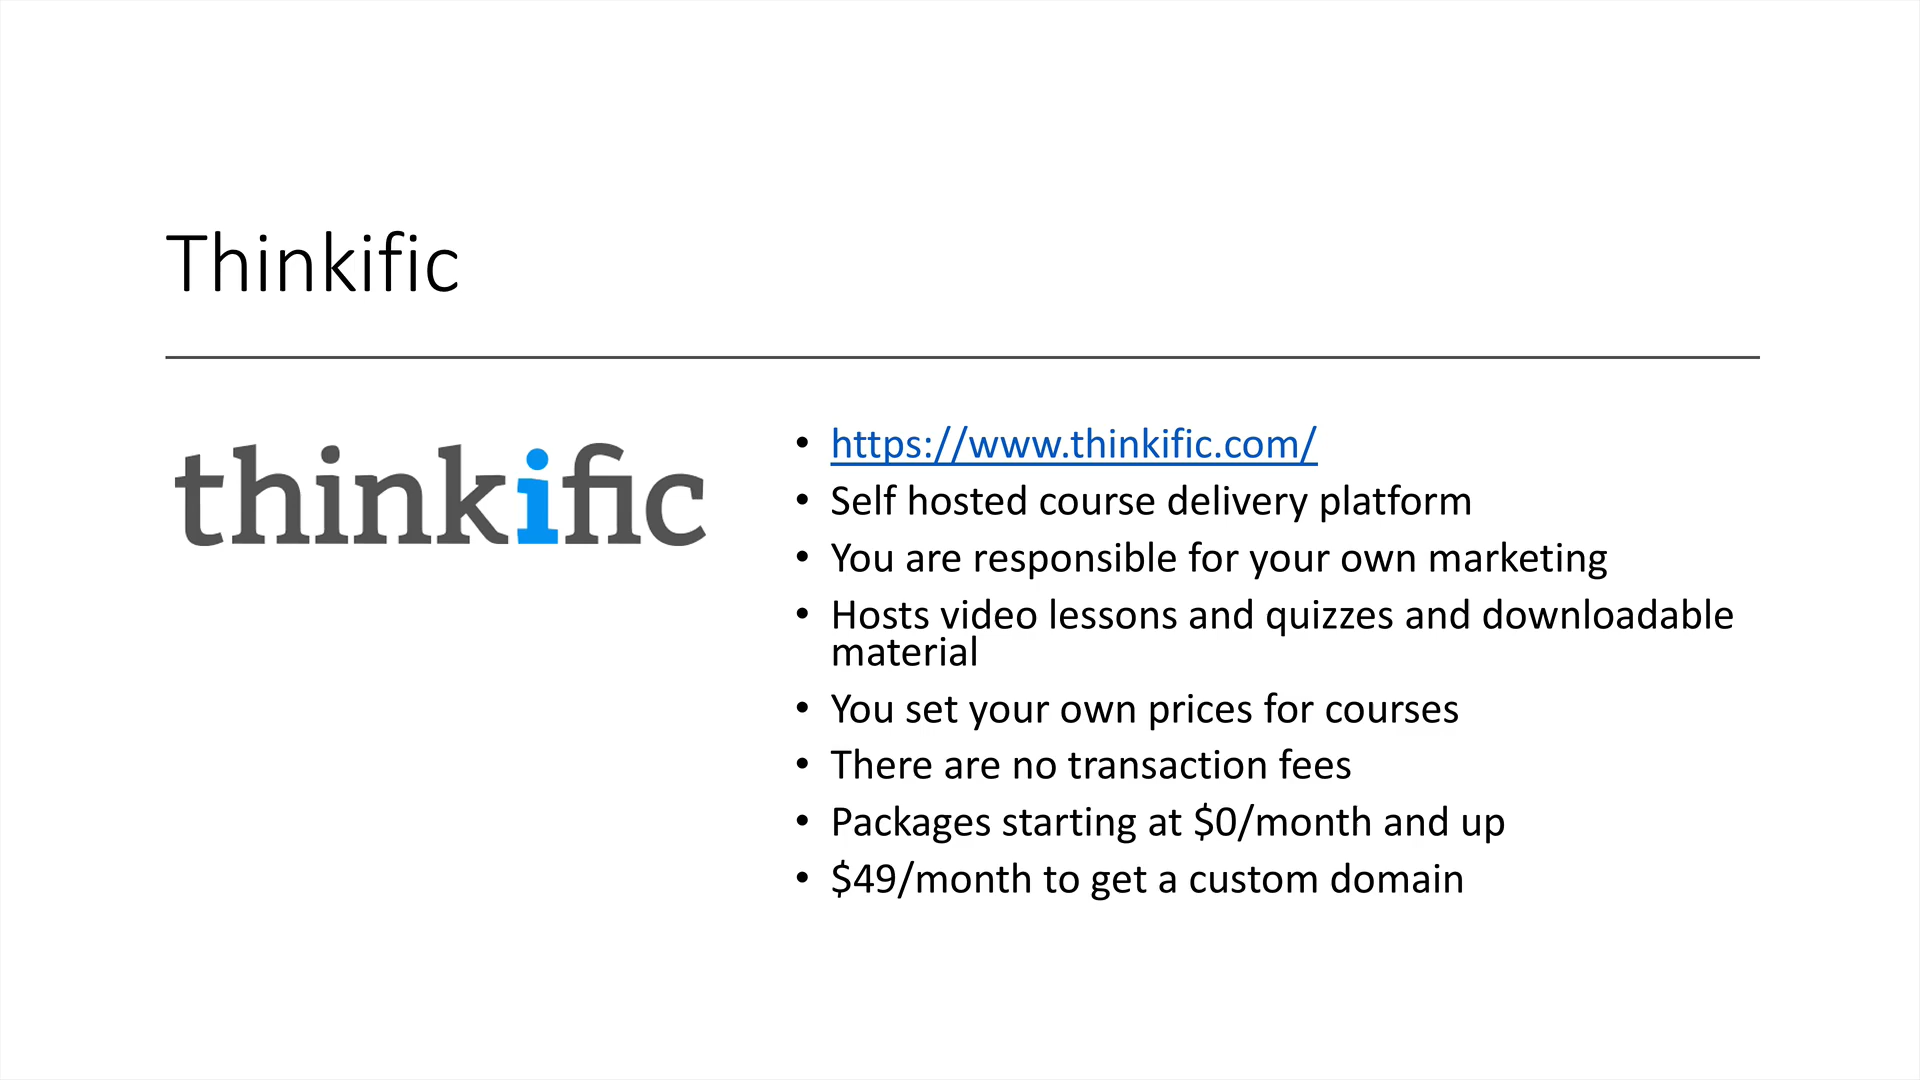 Thinkific
thinkific
• https://www.thinkific.com/
• Self hosted course delivery platform
• You are responsible for your own marketing
• Hosts video lessons and quizzes and downloadable
material
• You set your own prices for courses
• There are no transaction fees
• Packages starting at $0/month and up
• $49/month to get a custom domain